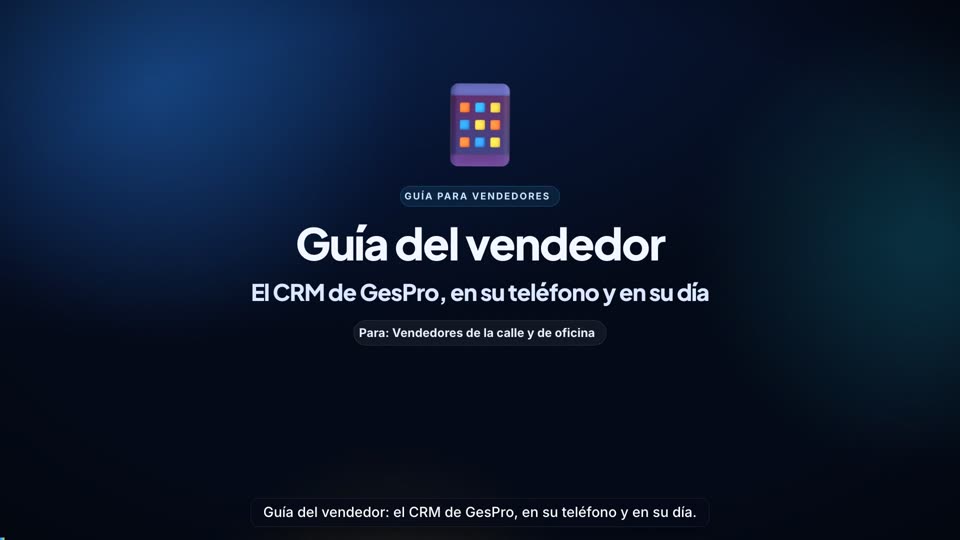 GUÍA PARA VENDEDORES
Guía del vendedor
El CRM de GesPro, en su teléfono y en su día
Para: Vendedores de la calle y de oficina
Guía del vendedor: el CRM de GesPro, en su teléfono y en su día.